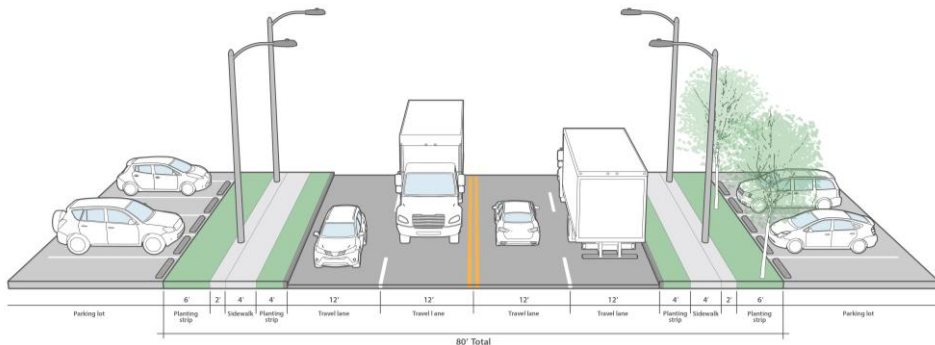 6' 2' 4' 4' 12' 12' 12' 12' 4' 4' 2' 6'
Parking lot Planting strip Sidewalk Planting strip Travel lane Travel lane Travel lane Travel lane Planting strip Sidewalk Planting strip Parking lot
80' Total